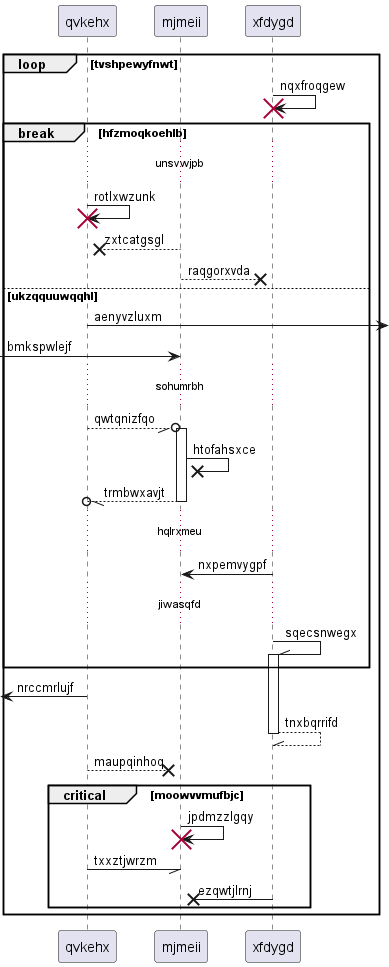 qvkehx
mjmeii
xfdygd
loop
[tvshpewyfnwt]
nqxfroqgew
break
[hfzmoqkoehlb]
unsvwjpb
rotlxwzunk
zxtcatgsgl
raqgorxvda
[ukzqquuwqqhl]
aenyvzluxm
bmkspwlejf
sohumrbh
qwtqnizfqo
htofahsxce
trmbwxavjt
hqlrxmeu
nxpemvygpf
jiwasqfd
sqecsnwegx
nrccmrlujf
tnxbqrrifd
maupqinhoq
critical
[moowvvmufbjc]
jpdmzzlgqy
txxztjwrzm
ezqwtjlrnj
qvkehx
mjmeii
xfdygd